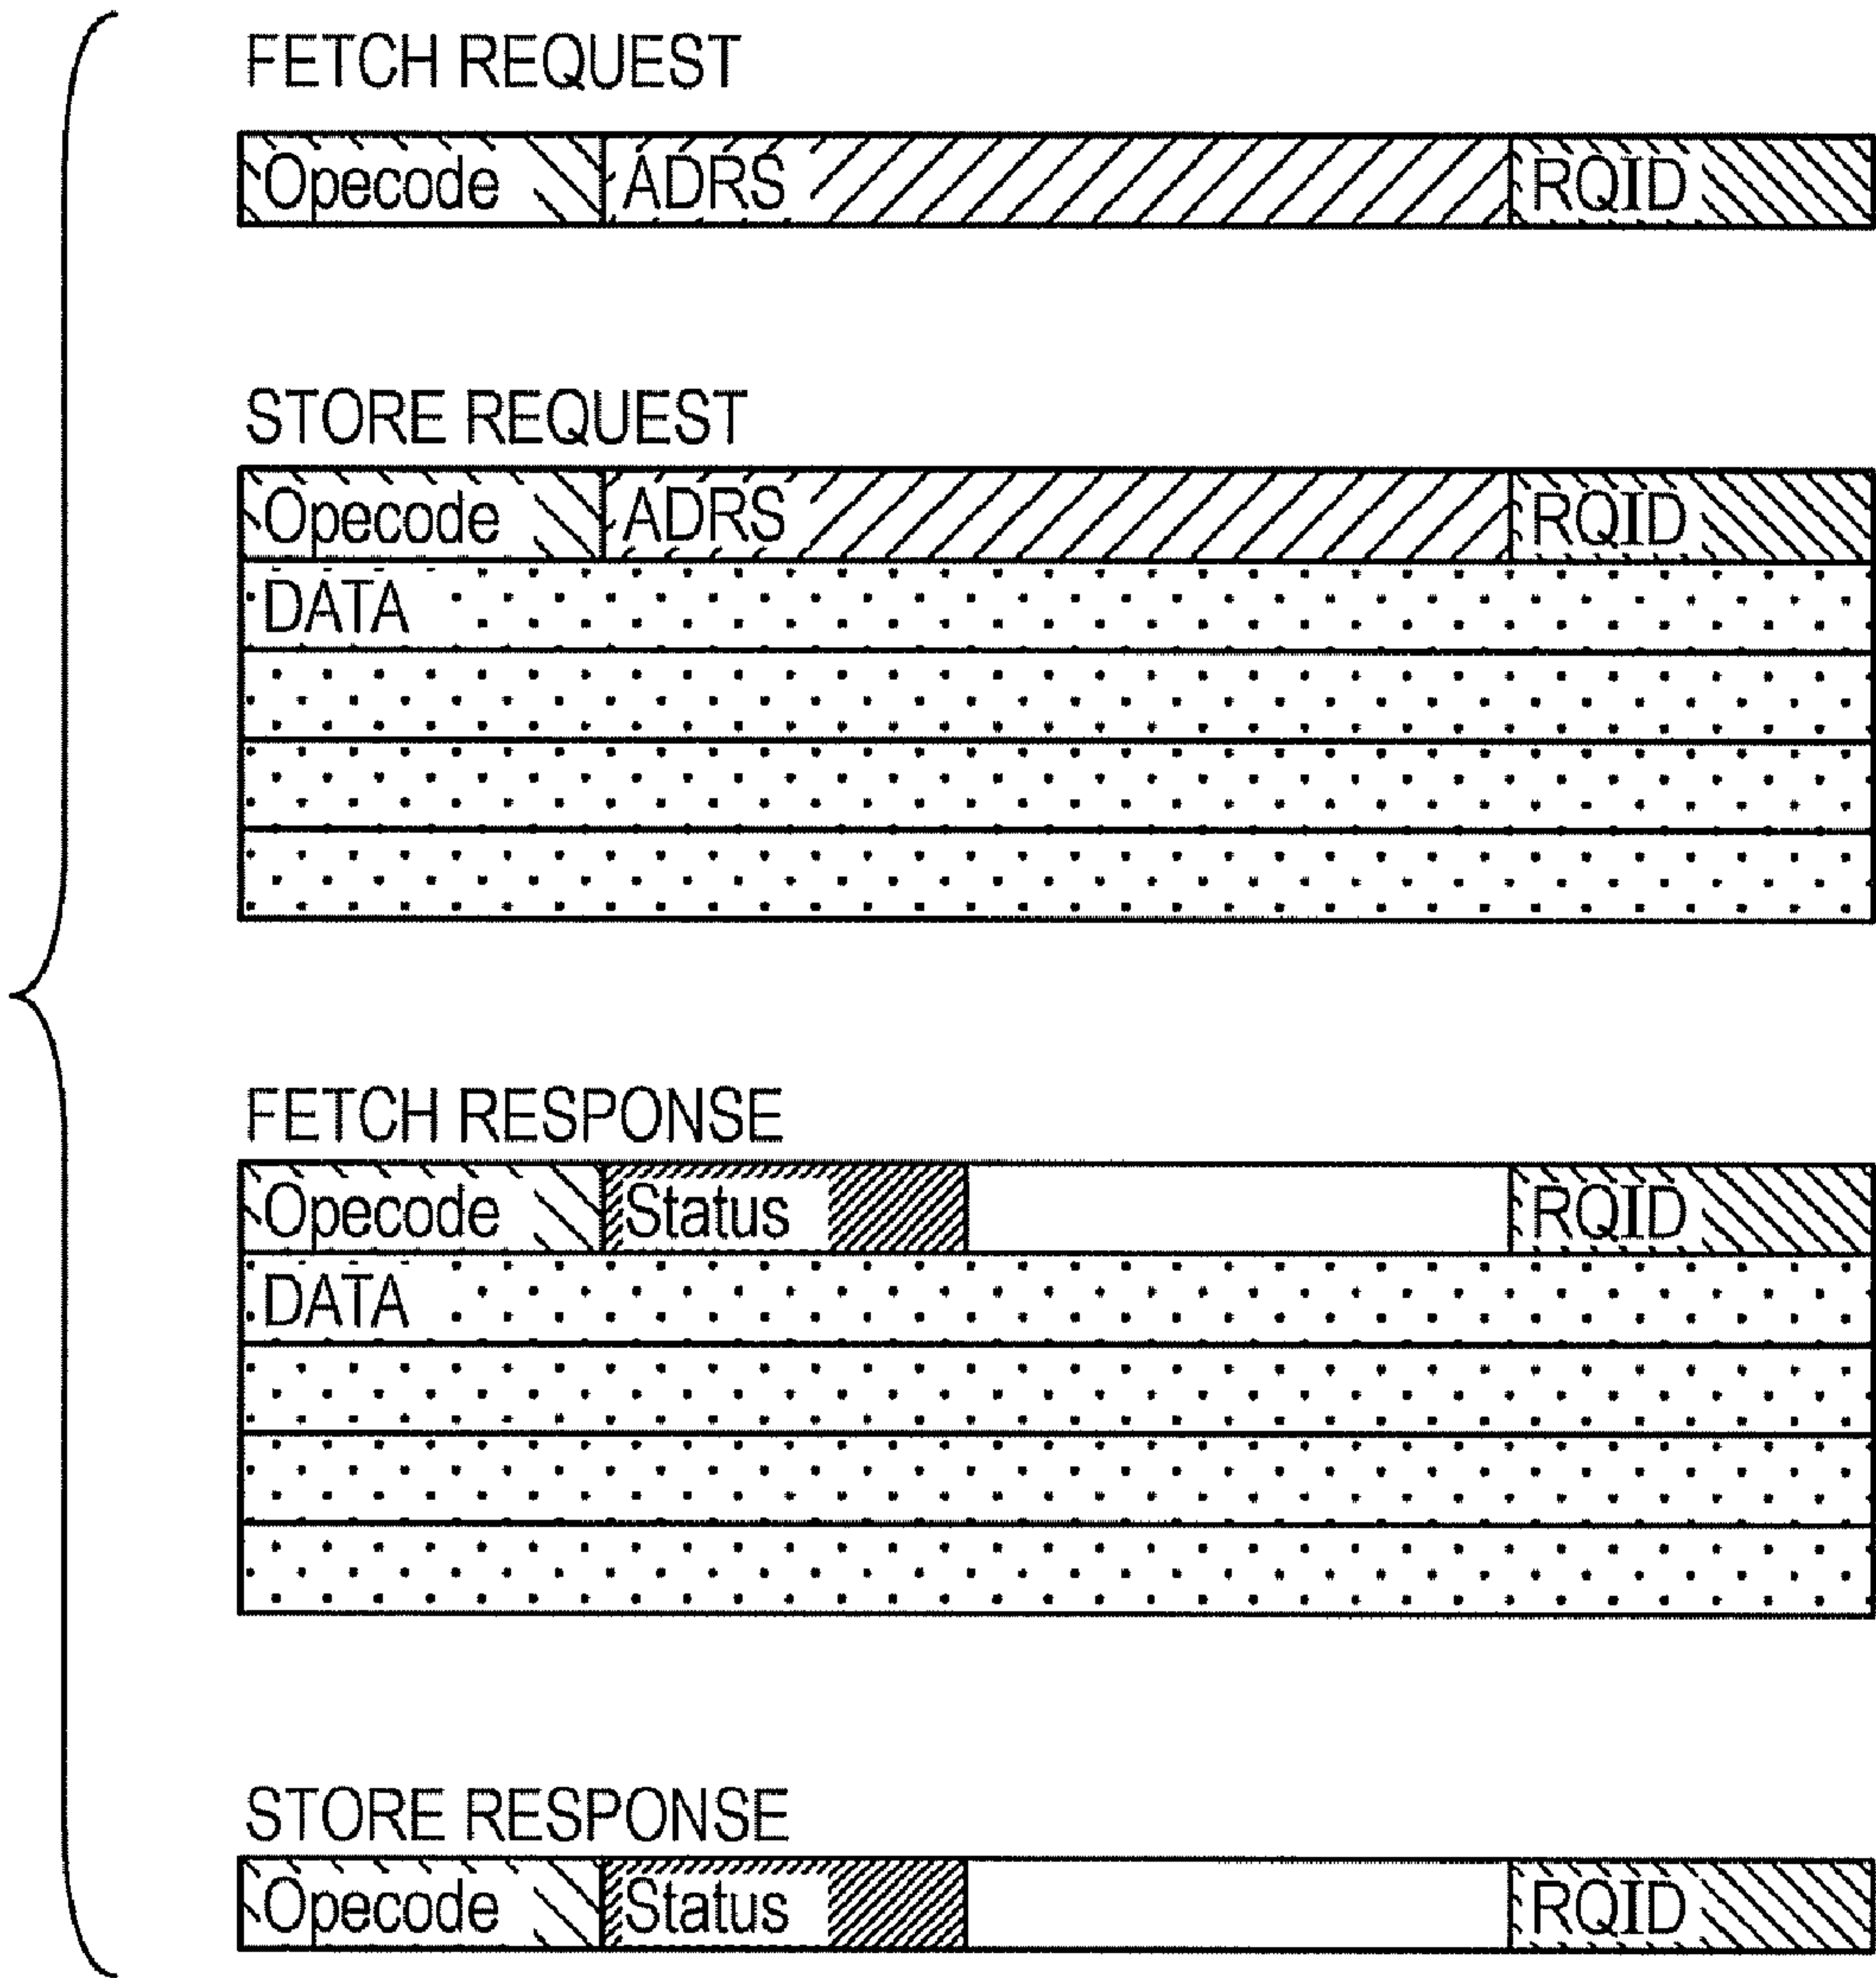 FETCH REQUEST
Opecode ADRS RQID
STORE REQUEST
Opecode ADRS RQID
DATA
FETCH RESPONSE
Opecode Status RQID
DATA
STORE RESPONSE
Opecode Status RQID